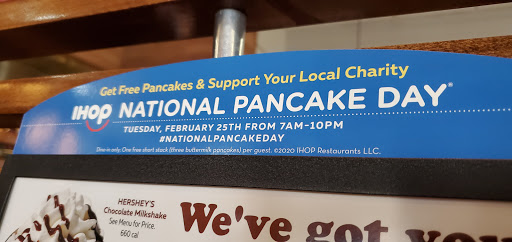 Get Free Pancakes & Support Your Local Charity
IHOP NATIONAL PANCAKE DAY®
TUESDAY, FEBRUARY 25TH FROM 7AM-10PM
#NATIONALPANCAKEDAY
Dine-in only. One free short stack (three buttermilk pancakes) per guest. ©2020 IHOP Restaurants LLC.
HERSHEY'S
Chocolate Milkshake
See Menu for Price.
660 cal
We've got you